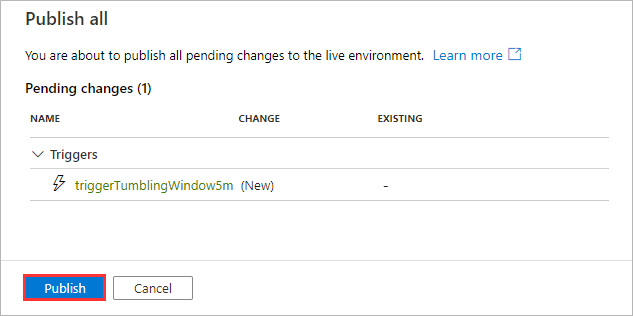 Publish all
You are about to publish all pending changes to the live environment. Learn more
Pending changes (1)
NAME CHANGE EXISTING
Triggers
triggerTumblingWindow5m (New) -
Publish Cancel